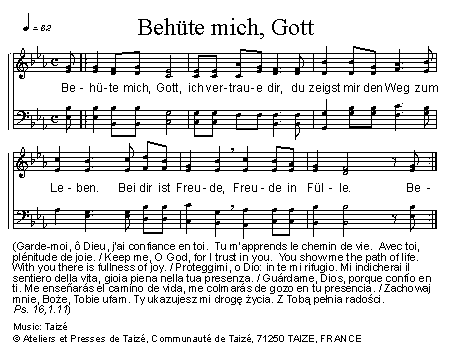 ♩ = 62
Behüte mich, Gott
Be - hü - te mich, Gott, ich ver - trau - e dir, du zeigst mir den Weg zum
Le - ben. Bei dir ist Freu - de, Freu - de in Fül - le. Be -
(Garde-moi, ô Dieu, j'ai confiance en toi. Tu m'apprends le chemin de vie. Avec toi,
plénitude de joie. / Keep me, O God, for I trust in you. You show me the path of life.
With you there is fullness of joy. / Proteggimi, o Dio: in te mi rifugio. Mi indicherai il
sentiero della vita, gioia piena nella tua presenza. / Guárdame, Dios, porque confío en
ti. Me enseñarás el camino de vida, me colmarás de gozo en tu presencia. / Zachowaj
mnie, Boże, Tobie ufam. Ty ukazujesz mi drogę życia. Z Tobą pełnia radości.
Ps. 16,1.11)
Music: Taizé
© Ateliers et Presses de Taizé, Communauté de Taizé, 71250 TAIZE, FRANCE